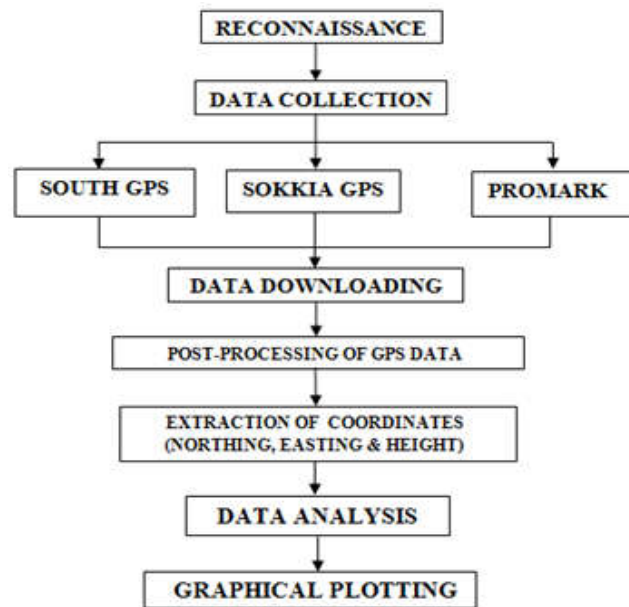 RECONNAISSANCE
DATA COLLECTION
SOUTH GPS
SOKKIA GPS
PROMARK
DATA DOWNLOADING
POST-PROCESSING OF GPS DATA
EXTRACTION OF COORDINATES
(NORTHING, EASTING & HEIGHT)
DATA ANALYSIS
GRAPHICAL PLOTTING